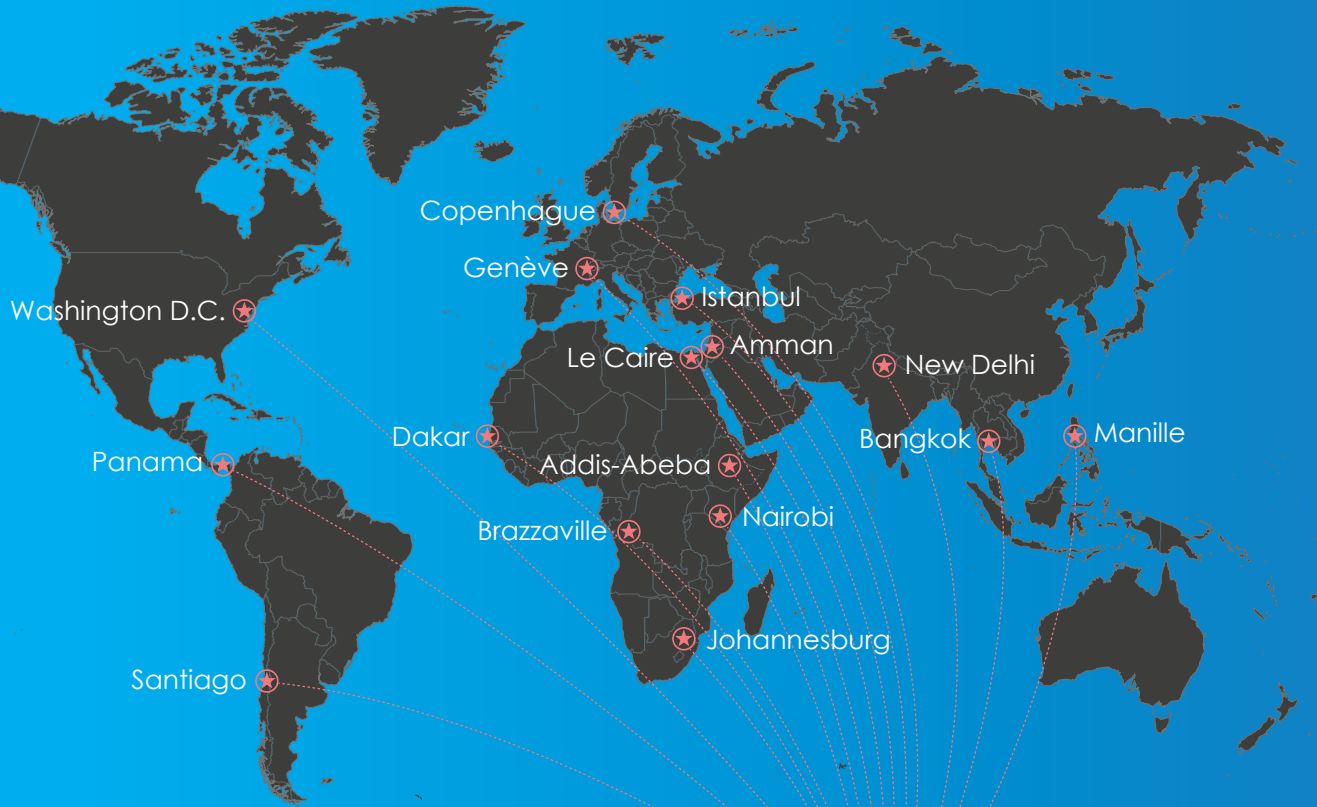 Copenhague
Genève
Istanbul
Washington D.C.
Amman
Le Caire
New Delhi
Dakar
Bangkok
Manille
Panama
Addis-Abeba
Nairobi
Brazzaville
Johannesburg
Santiago